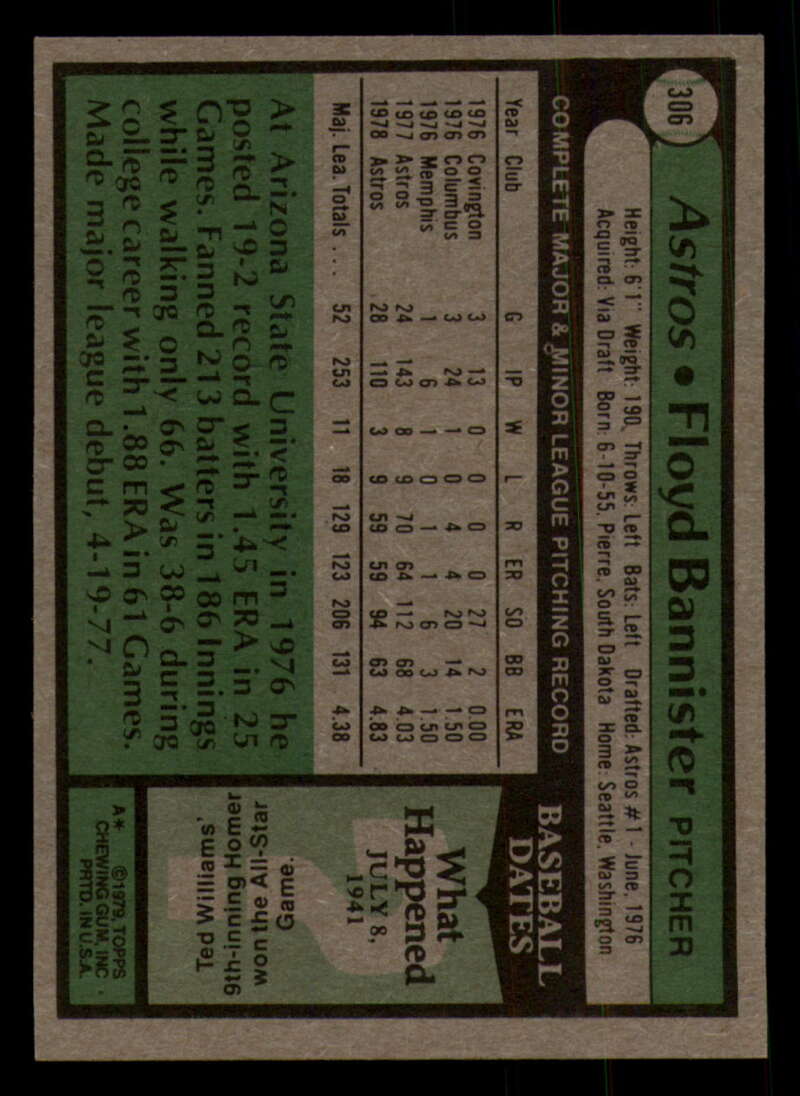 306
Astros • Floyd Bannister PITCHER
Height: 6'1" Weight: 190 Throws: Left Bats: Left Drafted: Astros #1 - June, 1976
Acquired: Via Draft Born: 6-10-55, Pierre, South Dakota Home: Seattle, Washington
COMPLETE MAJOR & MINOR LEAGUE PITCHING RECORD
Year Club G IP W L R ER SO BB ERA
1976 Covington 3 13 0 0 0 0 27 2 0.00
1976 Columbus 3 24 1 0 4 4 20 14 1.50
1976 Memphis 1 6 1 0 1 1 6 3 1.50
1977 Astros 24 143 8 9 70 64 112 68 4.03
1978 Astros 28 110 3 9 59 59 94 63 4.83
Maj. Lea. Totals . . . 52 253 11 18 129 123 206 131 4.38
At Arizona State University in 1976 he
posted 19-2 record with 1.45 ERA in 25
Games. Fanned 213 batters in 186 Innings
while walking only 66. Was 38-6 during
college career with 1.88 ERA in 61 Games.
Made major league debut, 4-19-77.
BASEBALL
DATES
What
Happened
JULY 8,
1941
Ted Williams'
9th-inning Homer
won the All-Star
Game.
A* ©1979, TOPPS
CHEWING GUM, INC.
PRTD. IN U.S.A.